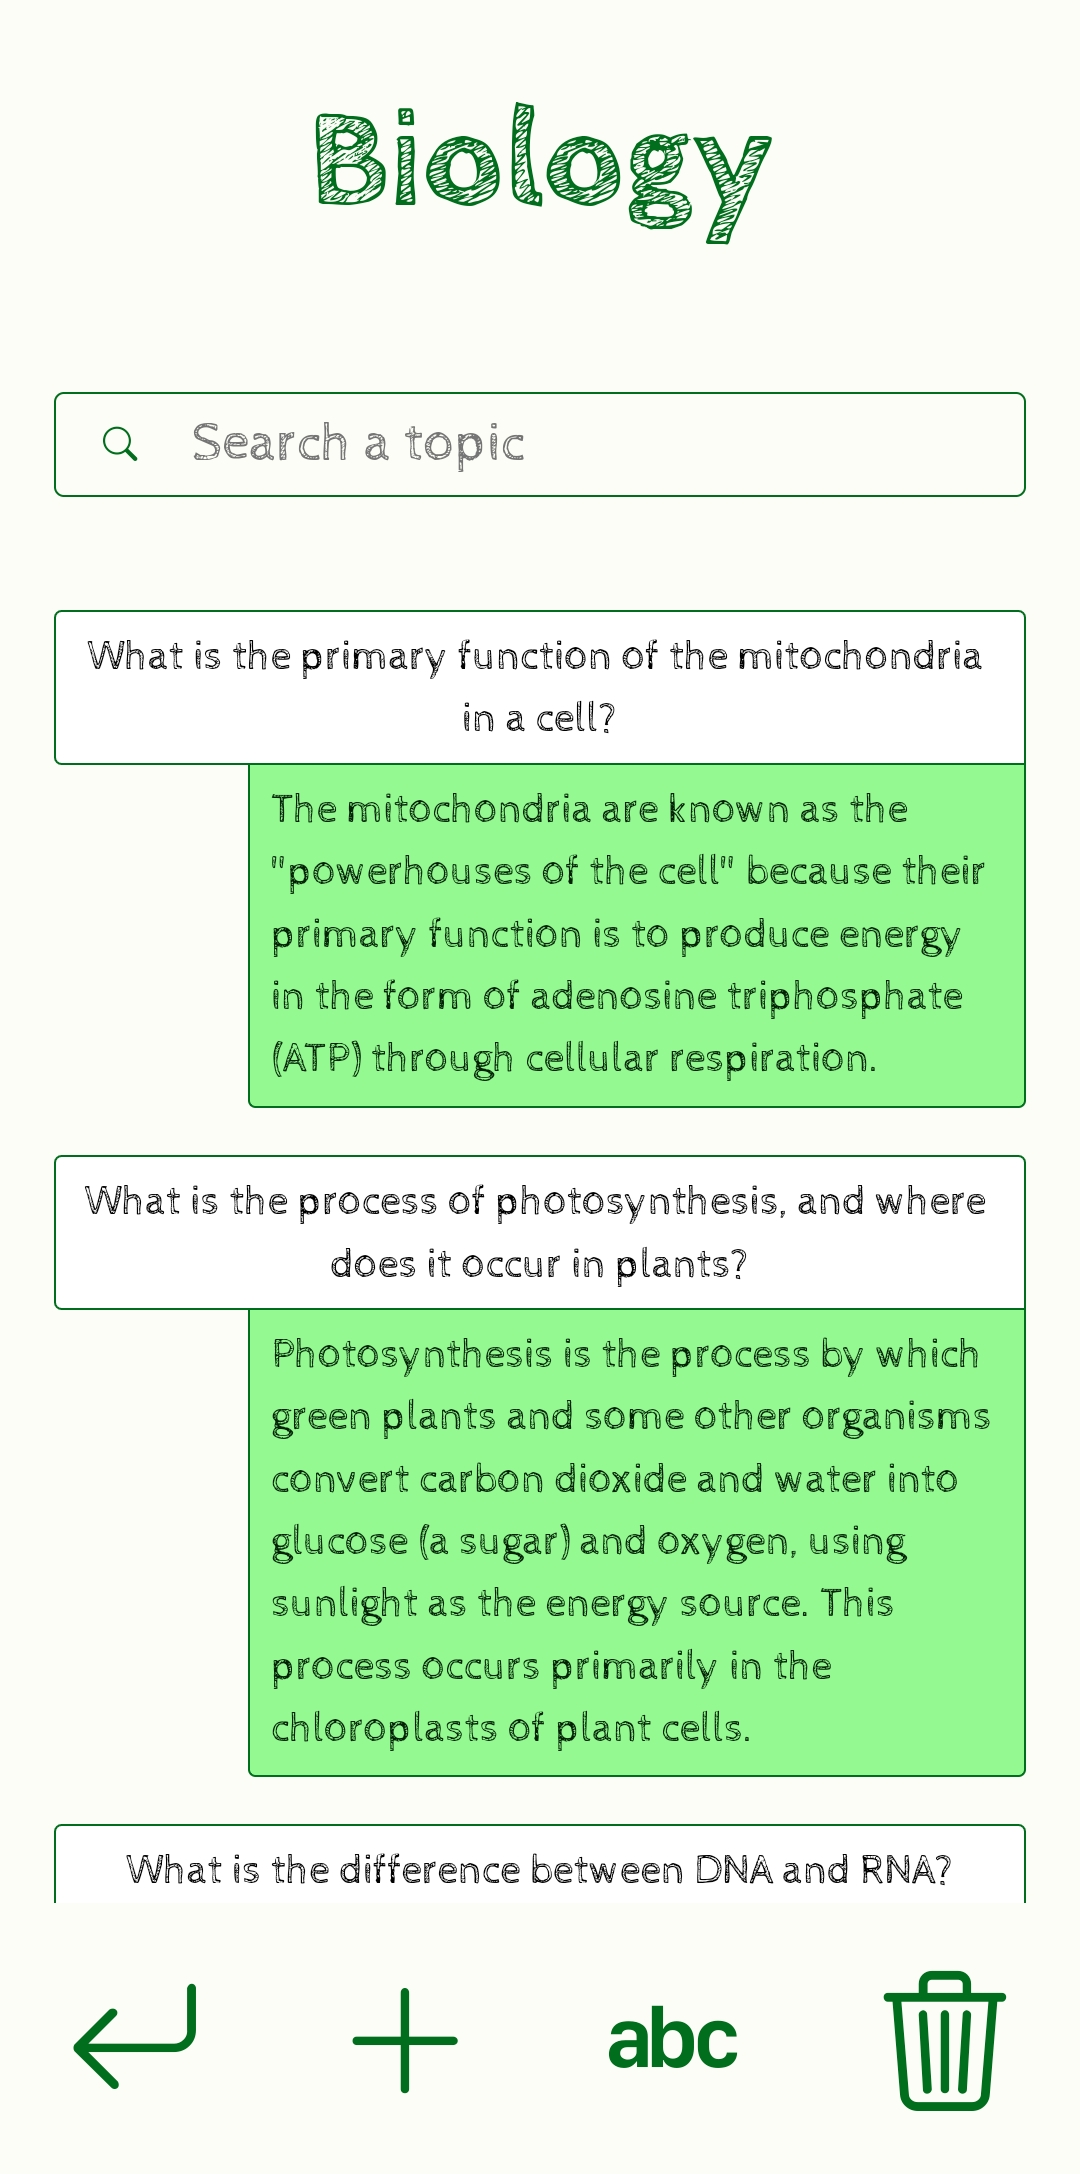 Biology
Search a topic
What is the primary function of the mitochondria
in a cell?
The mitochondria are known as the
"powerhouses of the cell" because their
primary function is to produce energy
in the form of adenosine triphosphate
(ATP) through cellular respiration.
What is the process of photosynthesis, and where
does it occur in plants?
Photosynthesis is the process by which
green plants and some other organisms
convert carbon dioxide and water into
glucose (a sugar) and oxygen, using
sunlight as the energy source. This
process occurs primarily in the
chloroplasts of plant cells.
What is the difference between DNA and RNA?
abc